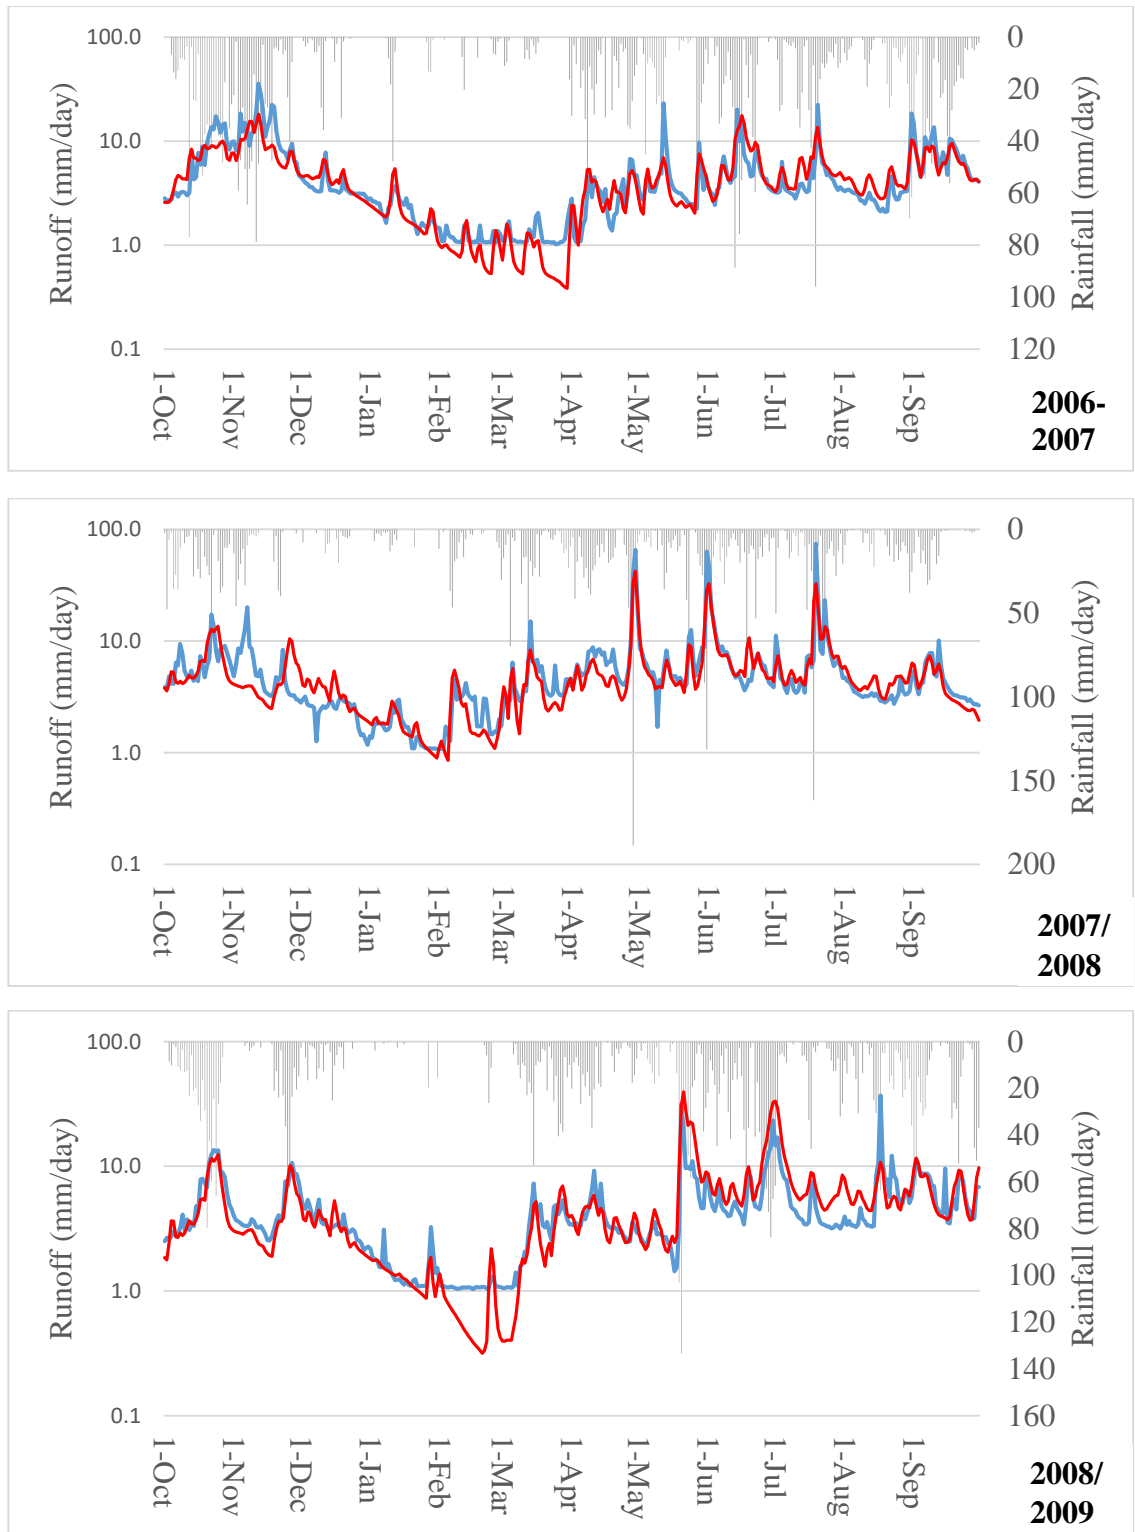 100.0
10.0
1.0
0.1
Runoff (mm/day)
0
20
40
60
80
100
120
Rainfall (mm/day)
1-Oct
1-Nov
1-Dec
1-Jan
1-Feb
1-Mar
1-Apr
1-May
1-Jun
1-Jul
1-Aug
1-Sep
2006-
2007
100.0
10.0
1.0
0.1
Runoff (mm/day)
0
50
100
150
200
Rainfall (mm/day)
1-Oct
1-Nov
1-Dec
1-Jan
1-Feb
1-Mar
1-Apr
1-May
1-Jun
1-Jul
1-Aug
1-Sep
2007/
2008
100.0
10.0
1.0
0.1
Runoff (mm/day)
0
20
40
60
80
100
120
140
160
Rainfall (mm/day)
1-Oct
1-Nov
1-Dec
1-Jan
1-Feb
1-Mar
1-Apr
1-May
1-Jun
1-Jul
1-Aug
1-Sep
2008/
2009